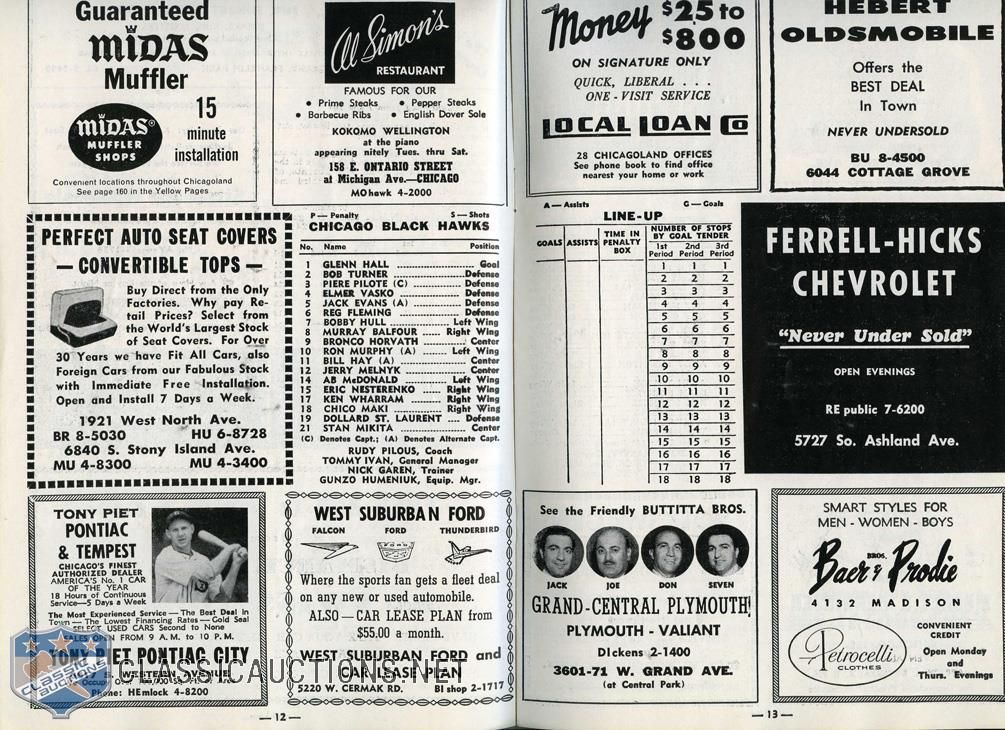 Guaranteed
MIDAS
Muffler
MIDAS®
MUFFLER
SHOPS
15
minute
installation
Convenient locations throughout Chicagoland
See page 160 in the Yellow Pages
Al Simon's
RESTAURANT
FAMOUS FOR OUR
• Prime Steaks • Pepper Steaks
• Barbecue Ribs • English Dover Sole
KOKOMO WELLINGTON
at the piano
appearing nitely Tues. thru Sat.
158 E. ONTARIO STREET
at Michigan Ave.—CHICAGO
MOhawk 4-2000
PERFECT AUTO SEAT COVERS
— CONVERTIBLE TOPS —
Buy Direct from the Only
Factories. Why pay Re-
tail Prices? Select from
the World's Largest Stock
of Seat Covers. For Over
30 Years we have Fit All Cars, also
Foreign Cars from our Fabulous Stock
with Immediate Free Installation.
Open and Install 7 Days a Week.
1921 West North Ave.
BR 8-5030 HU 6-8728
6840 S. Stony Island Ave.
MU 4-8300 MU 4-3400
P — Penalty S — Shots
CHICAGO BLACK HAWKS
No. Name Position
1 GLENN HALL Goal
2 BOB TURNER Defense
3 PIERE PILOTE (C) Defense
4 ELMER VASKO Defense
5 JACK EVANS (A) Defense
6 REG FLEMING Defense
7 BOBBY HULL Left Wing
8 MURRAY BALFOUR Right Wing
9 BRONCO HORVATH Center
10 RON MURPHY (A) Left Wing
11 BILL HAY (A) Center
12 JERRY MELNYK Center
14 AB McDONALD Left Wing
15 ERIC NESTERENKO Right Wing
17 KEN WHARRAM Right Wing
18 CHICO MAKI Right Wing
19 DOLLARD ST. LAURENT Defense
21 STAN MIKITA Center
(C) Denotes Capt.; (A) Denotes Alternate Capt.
RUDY PILOUS, Coach
TOMMY IVAN, General Manager
NICK GAREN, Trainer
GUNZO HUMENIUK, Equip. Mgr.
TONY PIET
PONTIAC
& TEMPEST
CHICAGO'S FINEST
AUTHORIZED DEALER
AMERICA'S No. 1 CAR
OF THE YEAR
18 Hours of Continuous
Service—5 Days a Week
The Most Experienced Service — The Best Deal In
Town — The Lowest Financing Rates — Gold Seal
SELECT USED CARS Second to None
SALES OPEN FROM 9 A.M. to 10 P.M.
TONY PIET PONTIAC CITY
S. WESTERN AVENUE
Phone: HEmlock 4-8200
CLASSIC AUCTIONS
CLASSICAUCTIONS.NET
WEST SUBURBAN FORD
FALCON FORD THUNDERBIRD
Where the sports fan gets a fleet deal
on any new or used automobile.
ALSO — CAR LEASE PLAN from
$55.00 a month.
WEST SUBURBAN FORD and
CAR LEASE PLAN
5220 W. CERMAK RD. BIshop 2-1717
— 12 —
Money $25 to
$800
ON SIGNATURE ONLY
QUICK, LIBERAL . . .
ONE - VISIT SERVICE
LOCAL LOAN CO
28 CHICAGOLAND OFFICES
See phone book to find office
nearest your home or work
HEBERT
OLDSMOBILE
Offers the
BEST DEAL
In Town
NEVER UNDERSOLD
BU 8-4500
6044 COTTAGE GROVE
A — Assists G — Goals
LINE-UP
GOALS ASSISTS TIME IN PENALTY BOX NUMBER OF STOPS BY GOAL TENDER
1st Period 2nd Period 3rd Period
1 1 1
2 2 2
3 3 3
4 4 4
5 5 5
6 6 6
7 7 7
8 8 8
9 9 9
10 10 10
11 11 11
12 12 12
13 13 13
14 14 14
15 15 15
16 16 16
17 17 17
18 18 18
FERRELL-HICKS
CHEVROLET
"Never Under Sold"
OPEN EVENINGS
REpublic 7-6200
5727 So. Ashland Ave.
See the Friendly BUTTITTA BROS.
JACK JOE DON SEVEN
GRAND-CENTRAL PLYMOUTH!
PLYMOUTH - VALIANT
DIckens 2-1400
3601-71 W. GRAND AVE.
(at Central Park)
SMART STYLES FOR
MEN - WOMEN - BOYS
Baer BROS. & Prodie
4132 MADISON
Petrocelli
CLOTHES
CONVENIENT
CREDIT
Open Monday
and
Thurs. Evenings
— 13 —